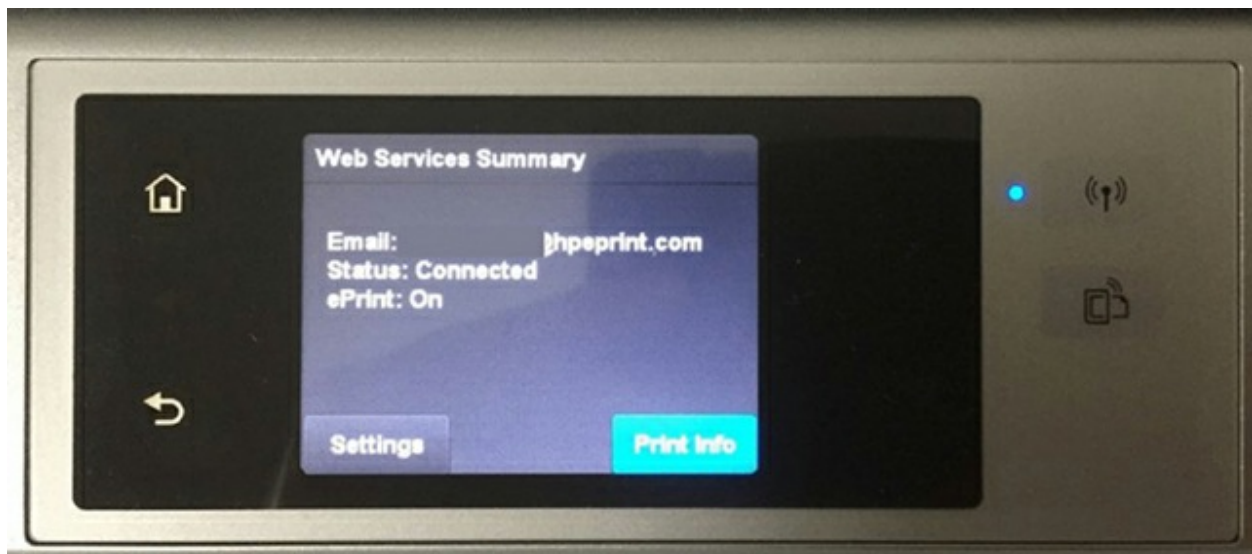 Web Services Summary
Email: hpeprint.com
Status: Connected
ePrint: On
Settings
Print Info